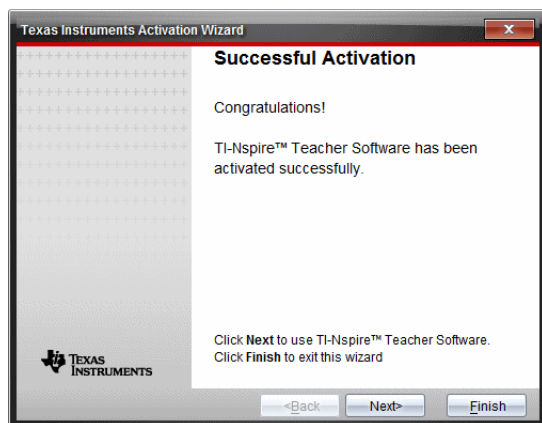 Texas Instruments Activation Wizard
x
Successful Activation
Congratulations!
TI-Nspire™ Teacher Software has been
activated successfully.
Click Next to use TI-Nspire™ Teacher Software.
Click Finish to exit this wizard
TEXAS
INSTRUMENTS
<Back Next> Finish